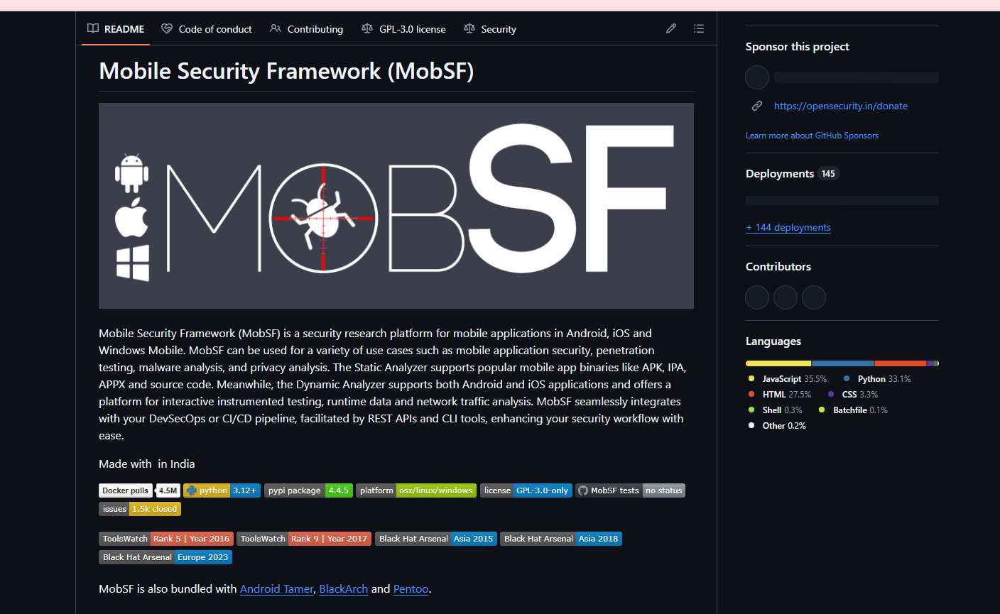 README
Code of conduct
Contributing
GPL-3.0 license
Security
Mobile Security Framework (MobSF)
MOBSF
Mobile Security Framework (MobSF) is a security research platform for mobile applications in Android, iOS and
Windows Mobile. MobSF can be used for a variety of use cases such as mobile application security, penetration
testing, malware analysis, and privacy analysis. The Static Analyzer supports popular mobile app binaries like APK, IPA,
APPX and source code. Meanwhile, the Dynamic Analyzer supports both Android and iOS applications and offers a
platform for interactive instrumented testing, runtime data and network traffic analysis. MobSF seamlessly integrates
with your DevSecOps or CI/CD pipeline, facilitated by REST APIs and CLI tools, enhancing your security workflow with
ease.
Made with in India
Docker pulls 4.5M python 3.12+ pypi package 4.4.5 platform osx/linux/windows license GPL-3.0-only MobSF tests no status
issues 1.5k closed
ToolsWatch Rank 5 | Year 2016 ToolsWatch Rank 9 | Year 2017 Black Hat Arsenal Asia 2015 Black Hat Arsenal Asia 2018
Black Hat Arsenal Europe 2023
MobSF is also bundled with Android Tamer, BlackArch and Pentoo.
Sponsor this project
https://opensecurity.in/donate
Learn more about GitHub Sponsors
Deployments 145
+ 144 deployments
Contributors
Languages
JavaScript 35.5% Python 33.1%
HTML 27.5% CSS 3.3%
Shell 0.3% Batchfile 0.1%
Other 0.2%